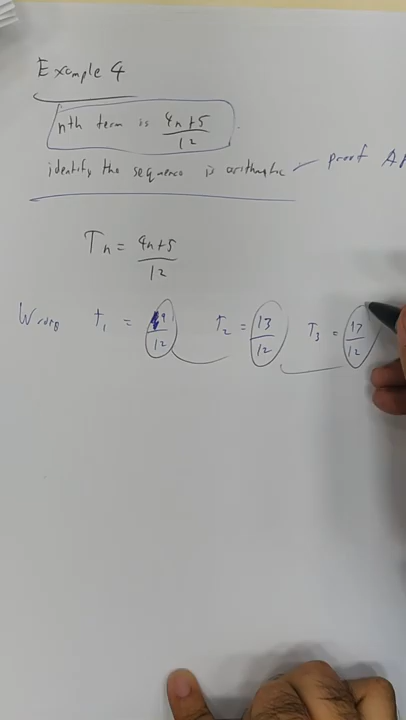 Example 4
nth term is 4n+5/12.
identify the sequence is arithmetic - proof AP
Tn = 4n+5/12
Wrong t1 = 9/12 T2 = 13/12 T3 = 17/12